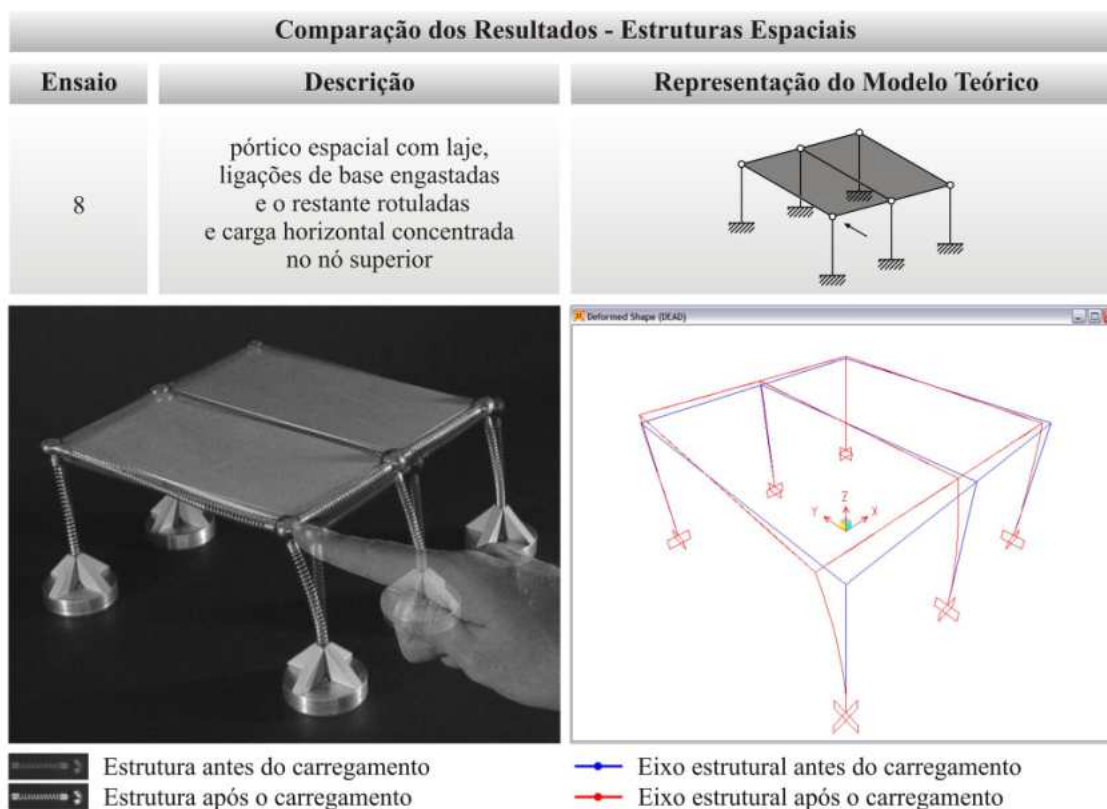 Comparação dos Resultados - Estruturas Espaciais
Ensaio
Descrição
Representação do Modelo Teórico
8
pórtico espacial com laje,
ligações de base engastadas
e o restante rotuladas
e carga horizontal concentrada
no nó superior
Deformed Shape (DEAD)
Z
Y
X
Estrutura antes do carregamento
Estrutura após o carregamento
Eixo estrutural antes do carregamento
Eixo estrutural após o carregamento